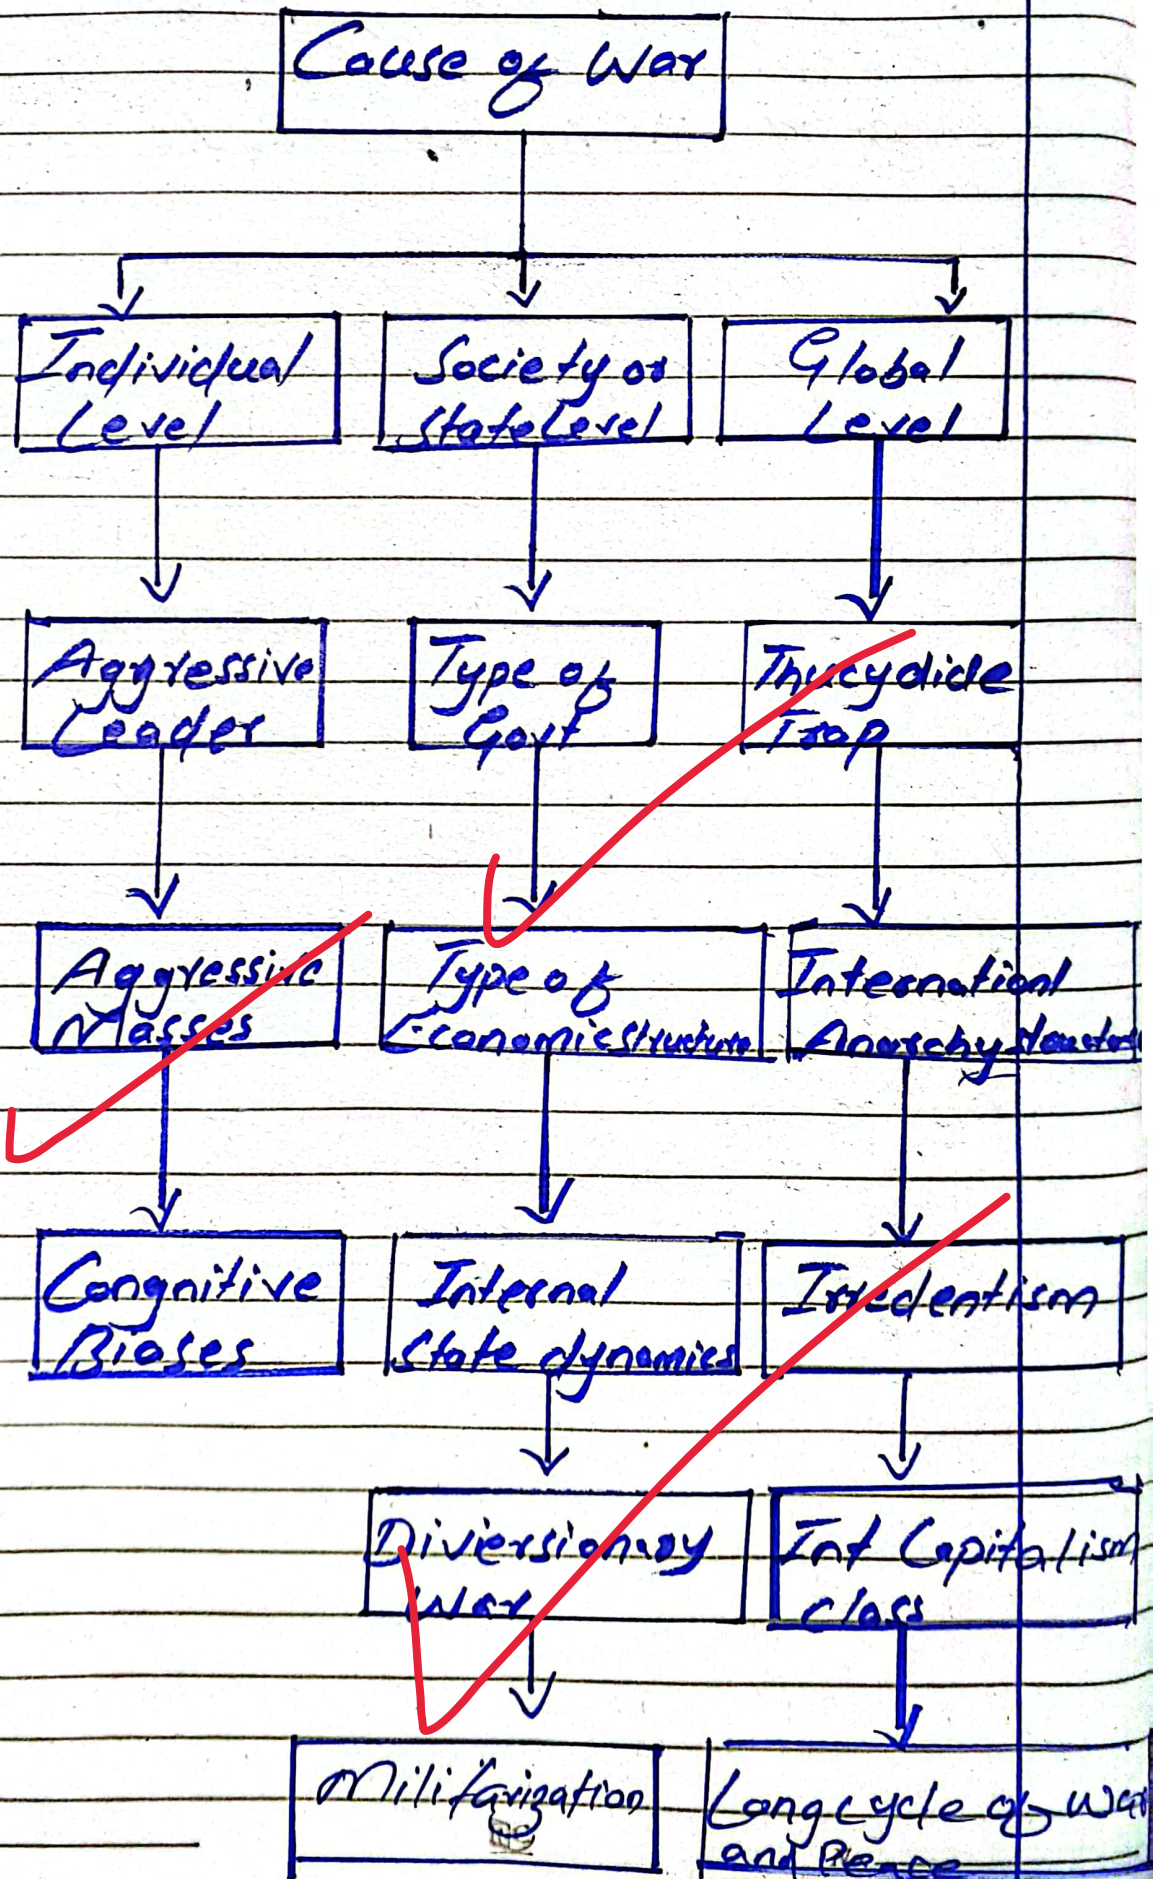 Cause of War
Individual
Level
Society or
State Level
Global
Level
Aggressive
Leader
Type of
Govt
Thucydide
Trap
Aggressive
Masses
Type of
Economic structure
Internationl
Anarchy
Congnitive
Biases
Internal
State dynamics
Irredentism
Diviersionary
War
Int Capitalism
class
Militarization
Long cycle of War
and Peace